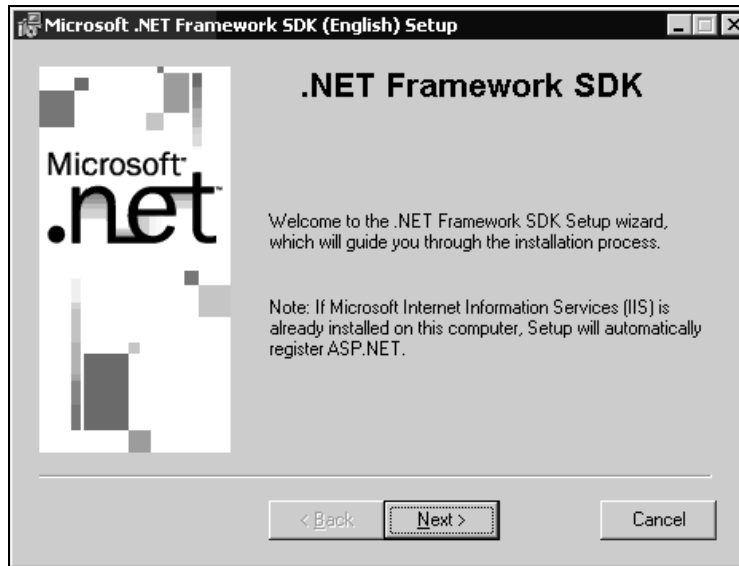 Microsoft .NET Framework SDK (English) Setup
.NET Framework SDK
Microsoft
.net
Welcome to the .NET Framework SDK Setup wizard,
which will guide you through the installation process.
Note: If Microsoft Internet Information Services (IIS) is
already installed on this computer, Setup will automatically
register ASP.NET.
< Back
Next >
Cancel